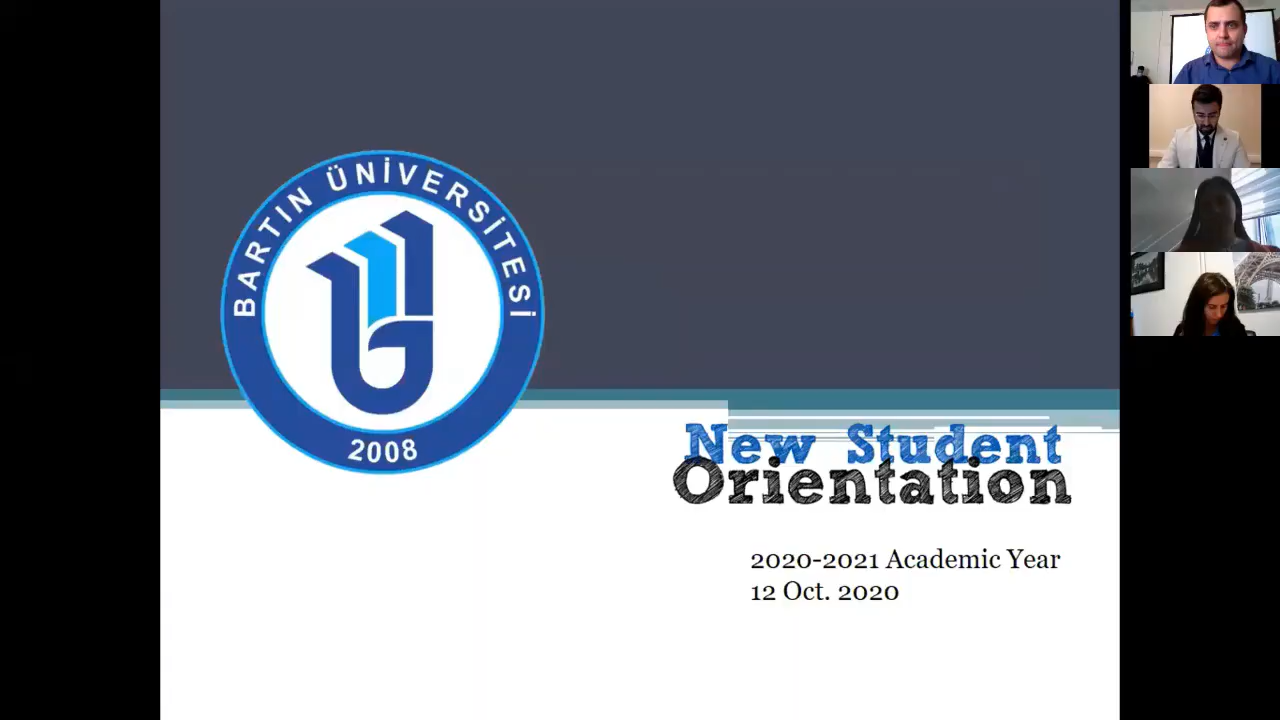 BARTIN ÜNİVERSİTESİ
2008
New Student
Orientation
2020-2021 Academic Year
12 Oct. 2020